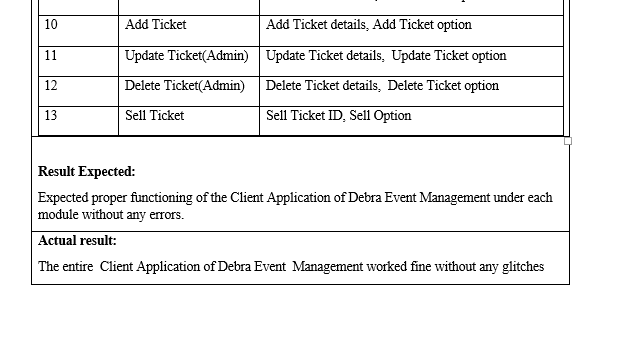 10 Add Ticket Add Ticket details, Add Ticket option
11 Update Ticket(Admin) Update Ticket details, Update Ticket option
12 Delete Ticket(Admin) Delete Ticket details, Delete Ticket option
13 Sell Ticket Sell Ticket ID, Sell Option
Result Expected:
Expected proper functioning of the Client Application of Debra Event Management under each
module without any errors.
Actual result:
The entire Client Application of Debra Event Management worked fine without any glitches